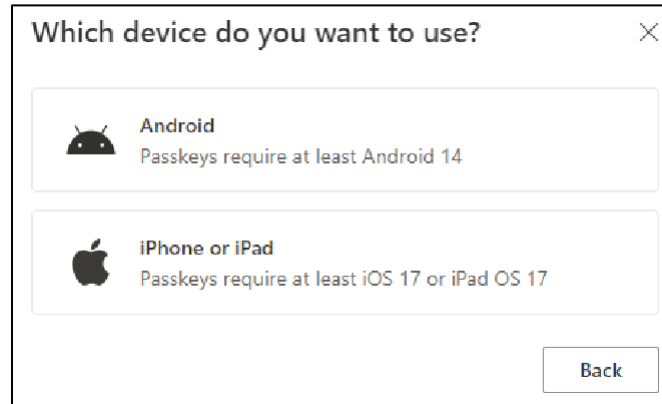 Which device do you want to use?
Android
Passkeys require at least Android 14
iPhone or iPad
Passkeys require at least iOS 17 or iPad OS 17
Back